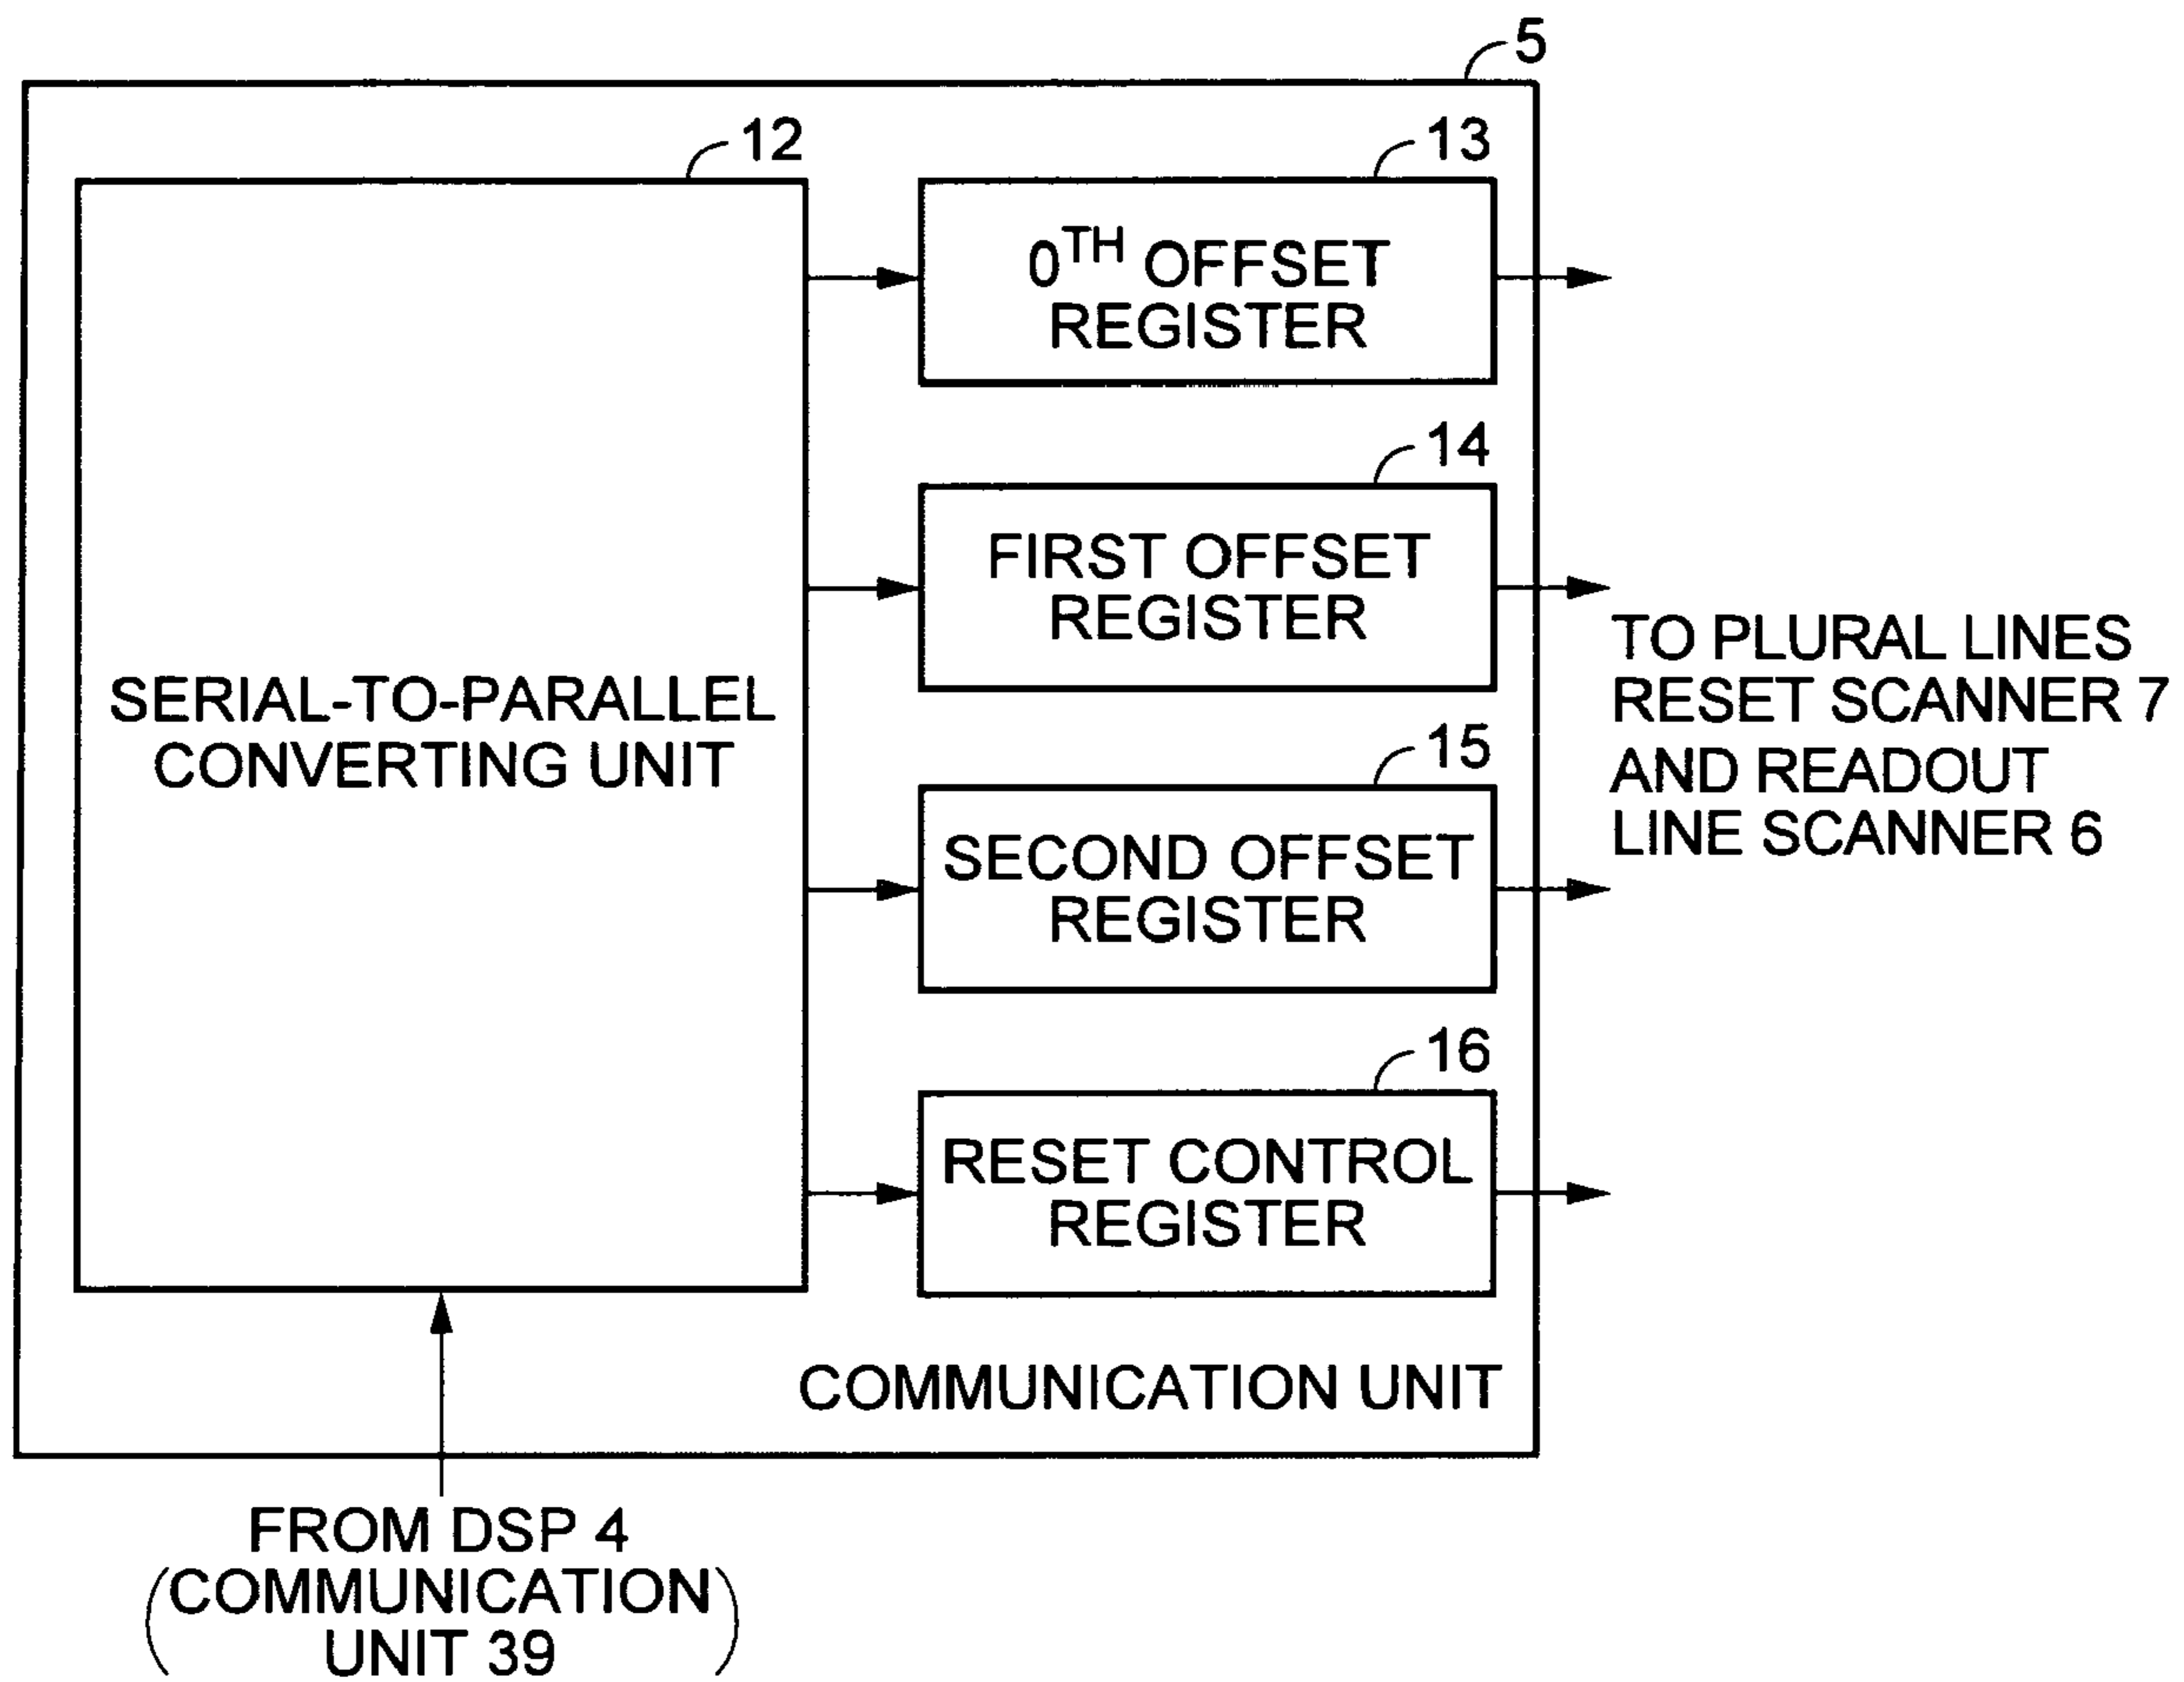 5
12
13
0TH OFFSET
REGISTER
14
FIRST OFFSET
REGISTER
SERIAL-TO-PARALLEL
CONVERTING UNIT
TO PLURAL LINES
RESET SCANNER 7
AND READOUT
LINE SCANNER 6
15
SECOND OFFSET
REGISTER
16
RESET CONTROL
REGISTER
COMMUNICATION UNIT
FROM DSP 4
(COMMUNICATION
UNIT 39)